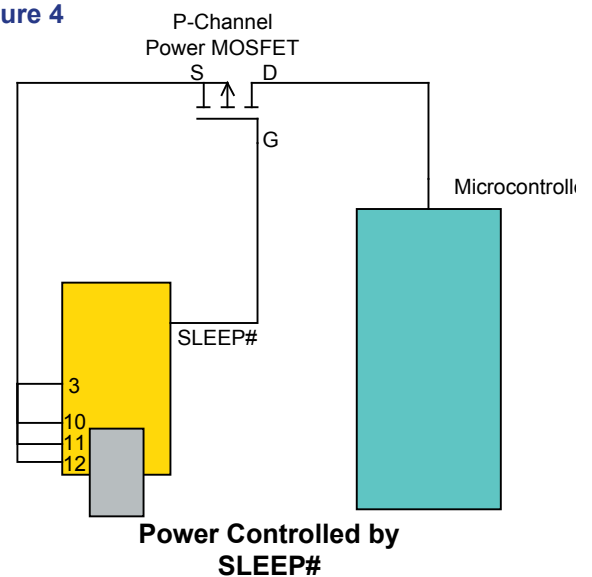 ure 4
P-Channel
Power MOSFET
S
D
G
Microcontrolle
SLEEP#
3
10
11
12
Power Controlled by
SLEEP#